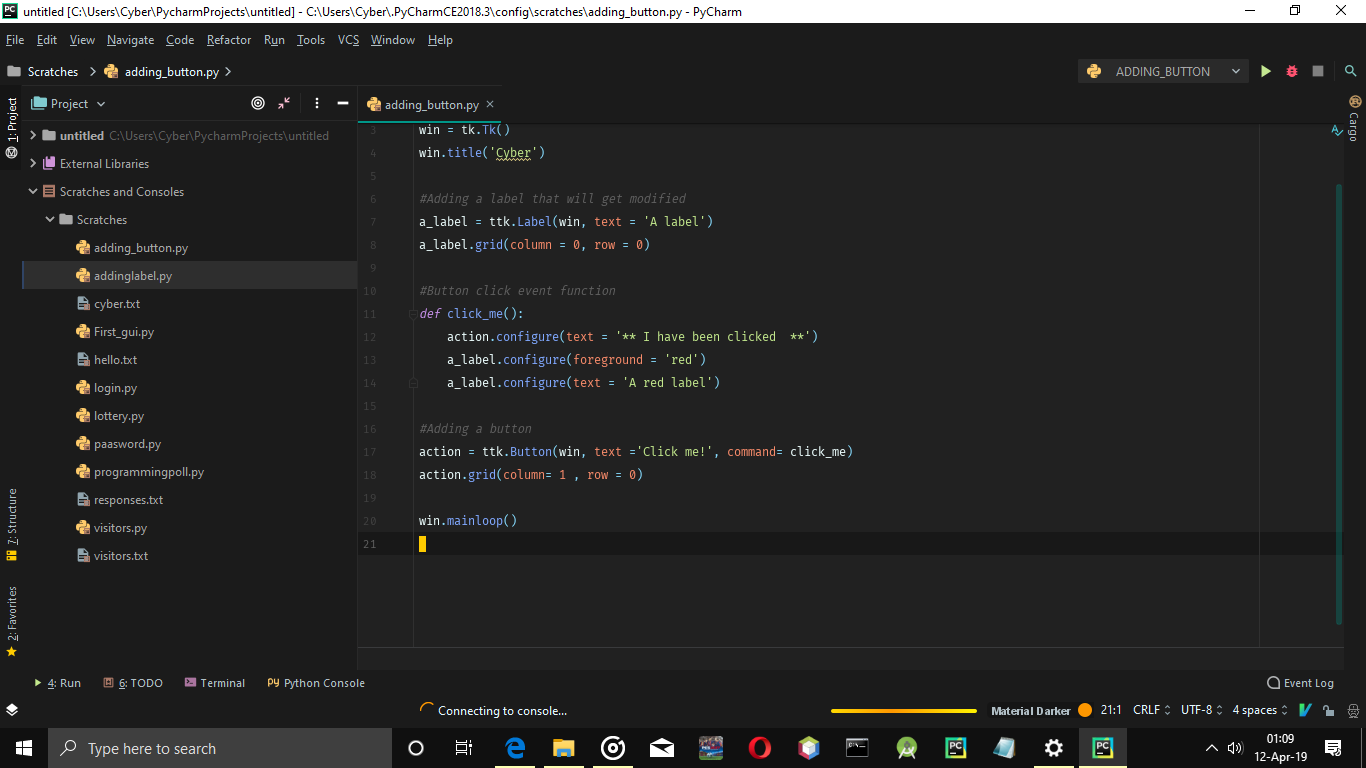 untitled [C:\Users\Cyber\PycharmProjects\untitled] - C:\Users\Cyber\.PyCharmCE2018.3\config\scratches\adding_button.py - PyCharm
File Edit View Navigate Code Refactor Run Tools VCS Window Help
Scratches adding_button.py ADDING_BUTTON
1: Project
Project
adding_button.py
Cargo
untitled C:\Users\Cyber\PycharmProjects\untitled
External Libraries
Scratches and Consoles
Scratches
adding_button.py
addinglabel.py
cyber.txt
First_gui.py
hello.txt
login.py
lottery.py
paasword.py
programmingpoll.py
responses.txt
visitors.py
visitors.txt
7: Structure
2: Favorites
3 win = tk.Tk()
4 win.title('Cyber')
5
6 #Adding a label that will get modified
7 a_label = ttk.Label(win, text = 'A label')
8 a_label.grid(column = 0, row = 0)
9
10 #Button click event function
11 def click_me():
12 action.configure(text = '** I have been clicked  **')
13 a_label.configure(foreground = 'red')
14 a_label.configure(text = 'A red label')
15
16 #Adding a button
17 action = ttk.Button(win, text ='Click me!', command= click_me)
18 action.grid(column= 1 , row = 0)
19
20 win.mainloop()
21
4: Run 6: TODO Terminal Python Console Event Log
Connecting to console... Material Darker 21:1 CRLF UTF-8 4 spaces
Type here to search
01:09
12-Apr-19